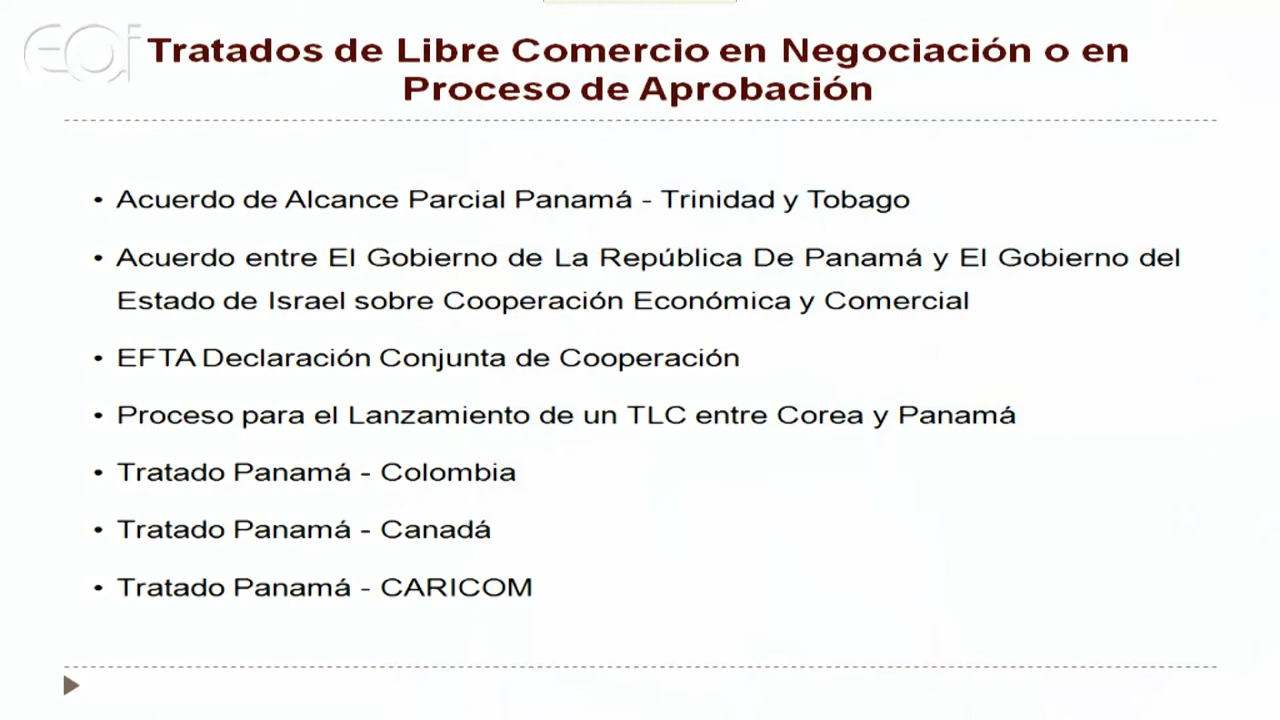 eaf
Tratados de Libre Comercio en Negociación o en
Proceso de Aprobación
• Acuerdo de Alcance Parcial Panamá - Trinidad y Tobago
• Acuerdo entre El Gobierno de La República De Panamá y El Gobierno del
Estado de Israel sobre Cooperación Económica y Comercial
• EFTA Declaración Conjunta de Cooperación
• Proceso para el Lanzamiento de un TLC entre Corea y Panamá
• Tratado Panamá - Colombia
• Tratado Panamá - Canadá
• Tratado Panamá - CARICOM